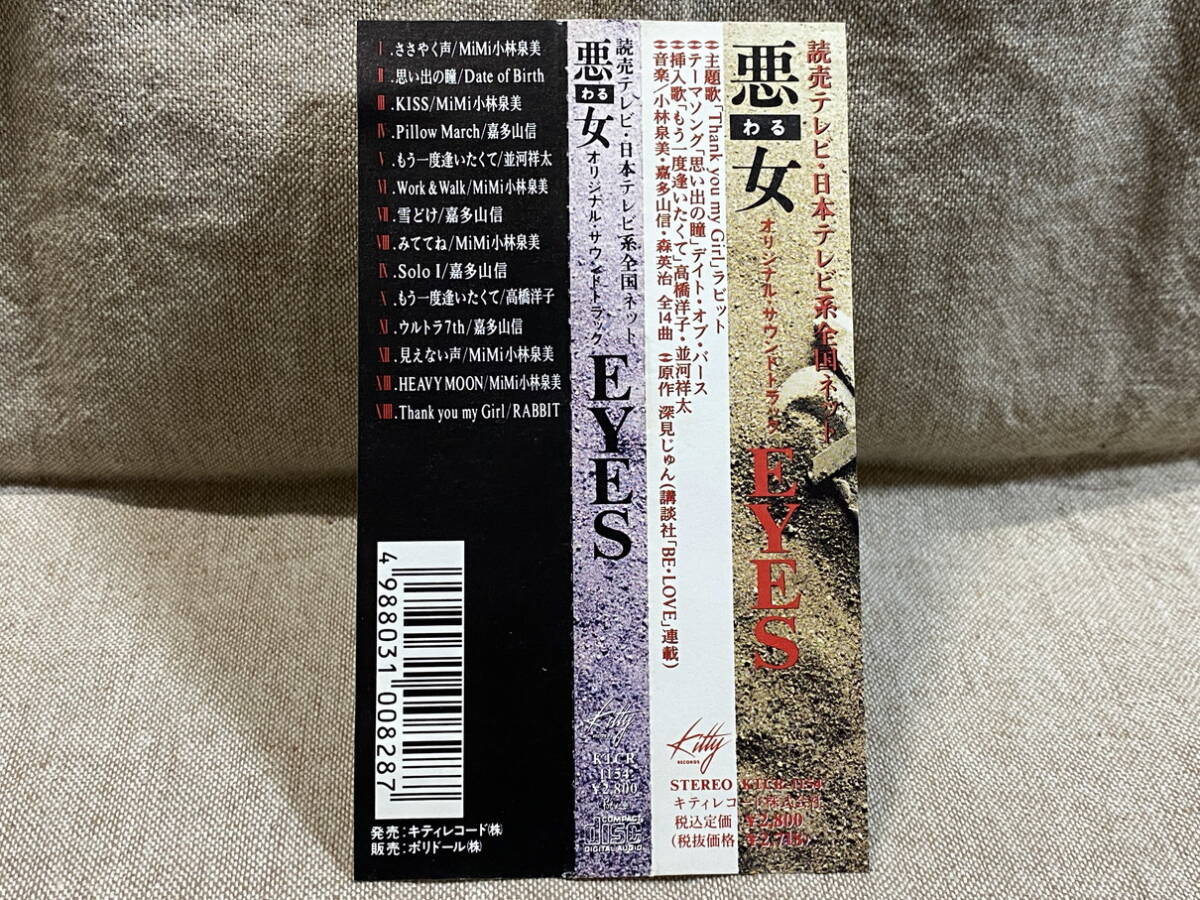 I.ささやく声/MiMi小林泉美
II.思い出の瞳/Date of Birth
III.KISS/MiMi小林泉美
IV.Pillow March/嘉多山信
V.もう一度逢いたくて/並河祥太
VI.Work & Walk/MiMi小林泉美
VII.雪どけ/嘉多山信
VIII.みててね/MiMi小林泉美
IX.Solo I/嘉多山信
X.もう一度逢いたくて/高橋洋子
XI.ウルトラ7th/嘉多山信
XII.見えない声/MiMi小林泉美
XIII.HEAVY MOON/MiMi小林泉美
XIIII.Thank you my Girl/RABBIT
4 988031 008287
発売:キティレコード(株)
販売:ポリドール(株)
読売テレビ・日本テレビ系全国ネット
悪女
わる
オリジナル・サウンドトラック
EYES
Kitty
KTCR
1154
¥2,800
COMPACT
disc
DIGITAL AUDIO
読売テレビ・日本テレビ系全国ネット
悪女
わる
オリジナル・サウンドトラック
EYES
主題歌「Thank you my Girl」ラビット
テーマソング「思い出の瞳」デイト・オブ・バース
挿入歌「もう一度逢いたくて」高橋洋子・並河祥太
音楽/小林泉美・嘉多山信・森英治 全14曲 原作 深見じゅん(講談社「BE・LOVE」連載)
Kitty
RECORDS
STEREO KTCR-1154
キティレコード株式会社
税込定価 ¥2,800
(税抜価格 ¥2,718)